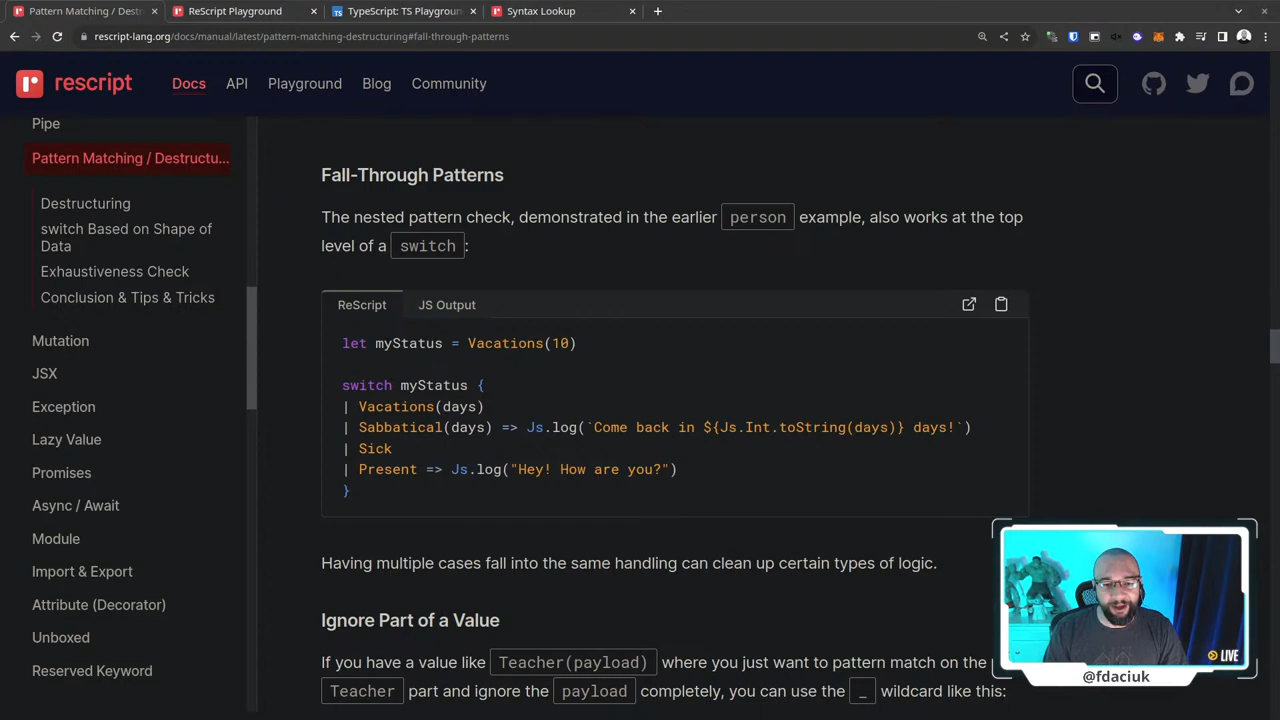 Pattern Matching / Destr
ReScript Playground
TypeScript: TS Playgroun
Syntax Lookup
rescript-lang.org/docs/manual/latest/pattern-matching-destructuring#fall-through-patterns
rescript
Docs
API
Playground
Blog
Community
Pipe
Pattern Matching / Destructu...
Destructuring
switch Based on Shape of
Data
Exhaustiveness Check
Conclusion & Tips & Tricks
Mutation
JSX
Exception
Lazy Value
Promises
Async / Await
Module
Import & Export
Attribute (Decorator)
Unboxed
Reserved Keyword
Fall-Through Patterns
The nested pattern check, demonstrated in the earlier person example, also works at the top
level of a switch:
ReScript
JS Output
let myStatus = Vacations(10)
switch myStatus {
| Vacations(days)
| Sabbatical(days) => Js.log(`Come back in ${Js.Int.toString(days)} days!`)
| Sick
| Present => Js.log("Hey! How are you?")
}
Having multiple cases fall into the same handling can clean up certain types of logic.
Ignore Part of a Value
If you have a value like Teacher(payload) where you just want to pattern match on the
Teacher part and ignore the payload completely, you can use the _ wildcard like this:
LIVE
@fdaciuk